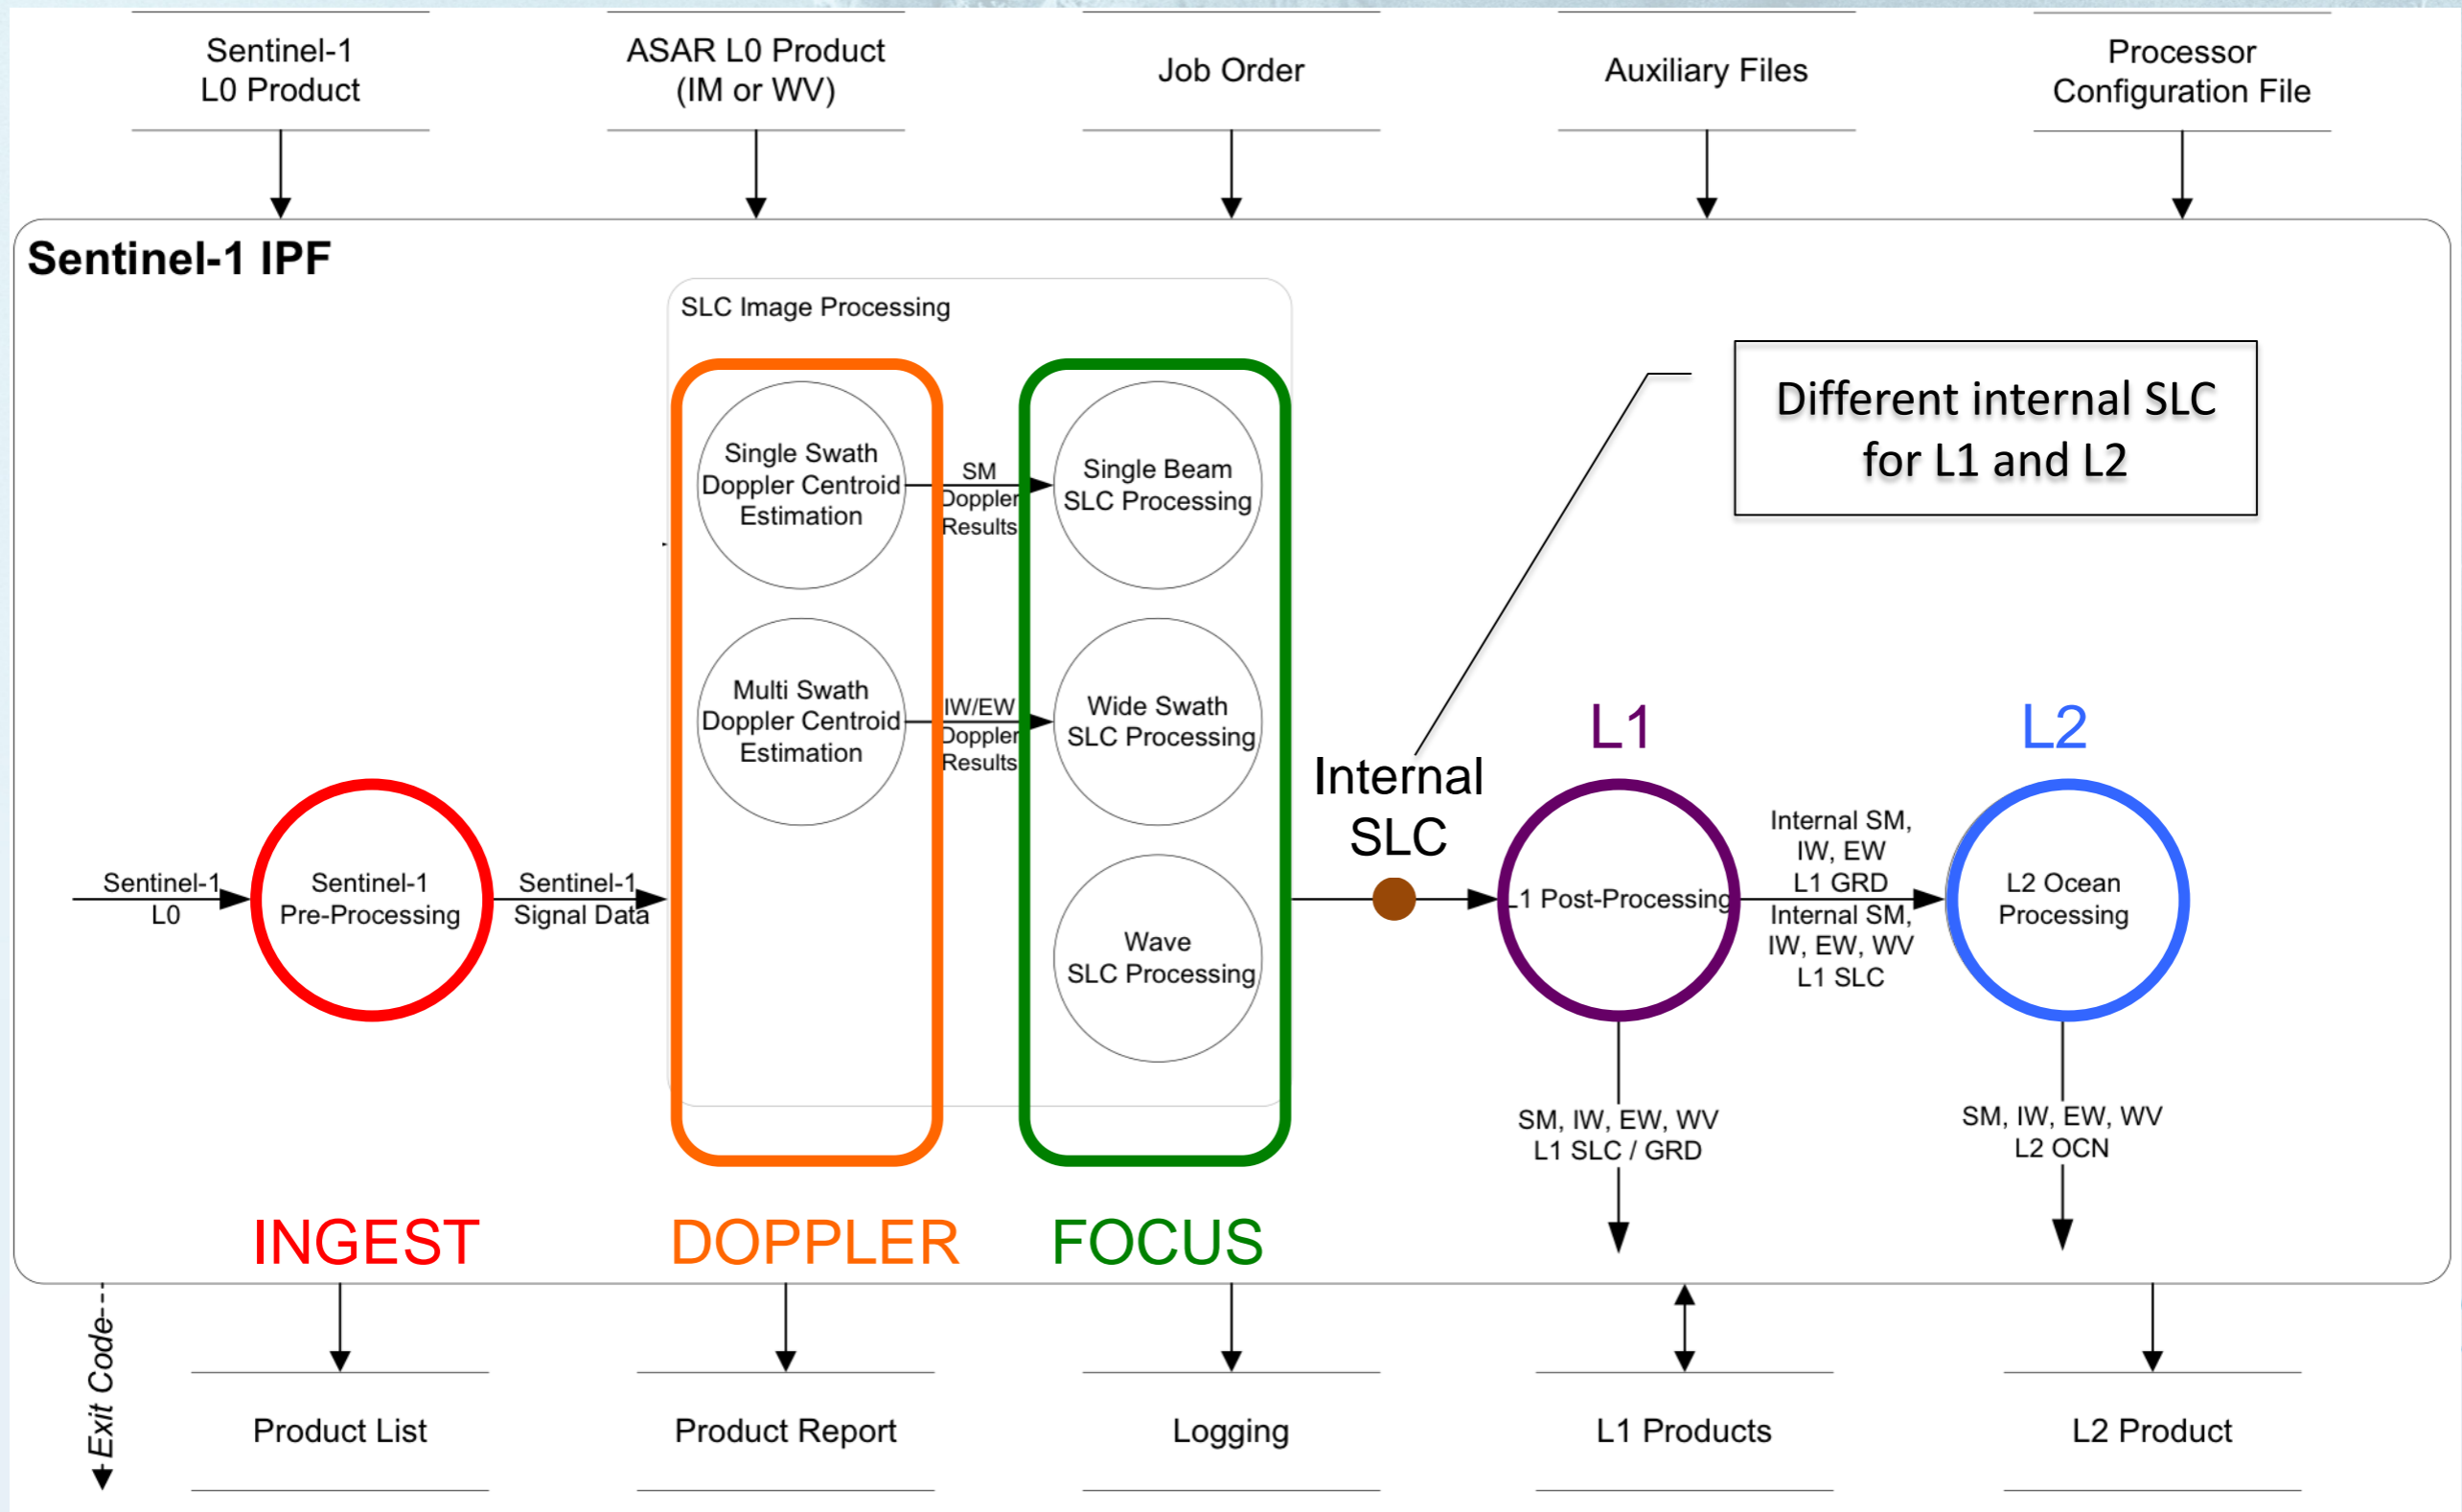 Sentinel-1
L0 Product
ASAR L0 Product
(IM or WV)
Job Order
Auxiliary Files
Processor
Configuration File
Sentinel-1 IPF
SLC Image Processing
Different internal SLC
for L1 and L2
Single Swath
Doppler Centroid
Estimation
SM
Doppler
Results
Single Beam
SLC Processing
Multi Swath
Doppler Centroid
Estimation
IW/EW
Doppler
Results
Wide Swath
SLC Processing
Wave
SLC Processing
Sentinel-1
L0
Sentinel-1
Pre-Processing
Sentinel-1
Signal Data
Internal
SLC
L1
L1 Post-Processing
Internal SM,
IW, EW
L1 GRD
Internal SM,
IW, EW, WV
L1 SLC
L2
L2 Ocean
Processing
SM, IW, EW, WV
L1 SLC / GRD
SM, IW, EW, WV
L2 OCN
INGEST
DOPPLER
FOCUS
Exit Code
Product List
Product Report
Logging
L1 Products
L2 Product